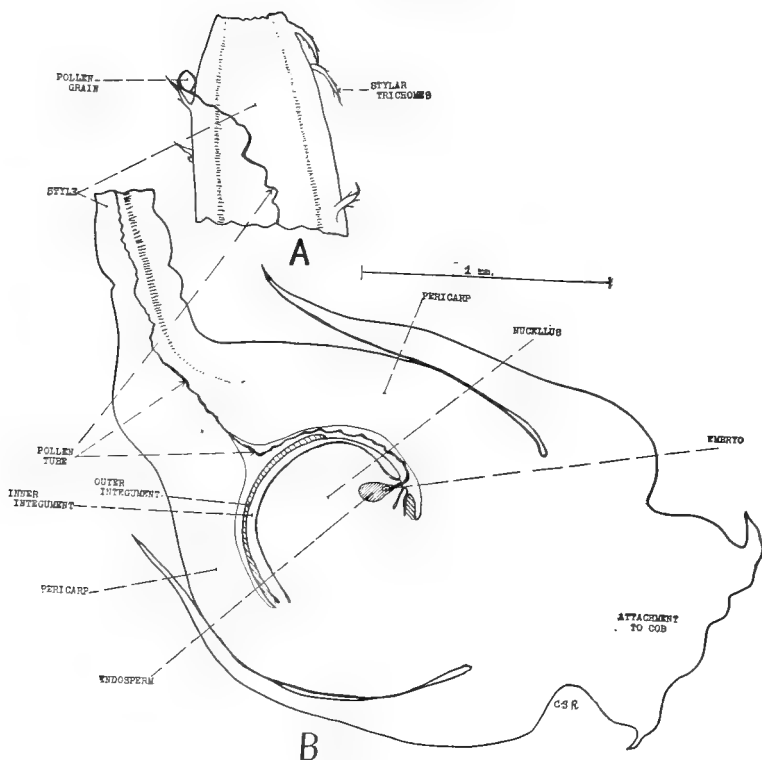 POLLEN
GRAIN
STYLAR
TRICHOMES
STYLE
A
1 mm.
PERICARP
NUCELLUS
EMBRYO
POLLEN
TUBE
OUTER
INTEGUMENT
INNER
INTEGUMENT
PERICARP
ATTACHMENT
TO COB
ENDOSPERM
CSR
B